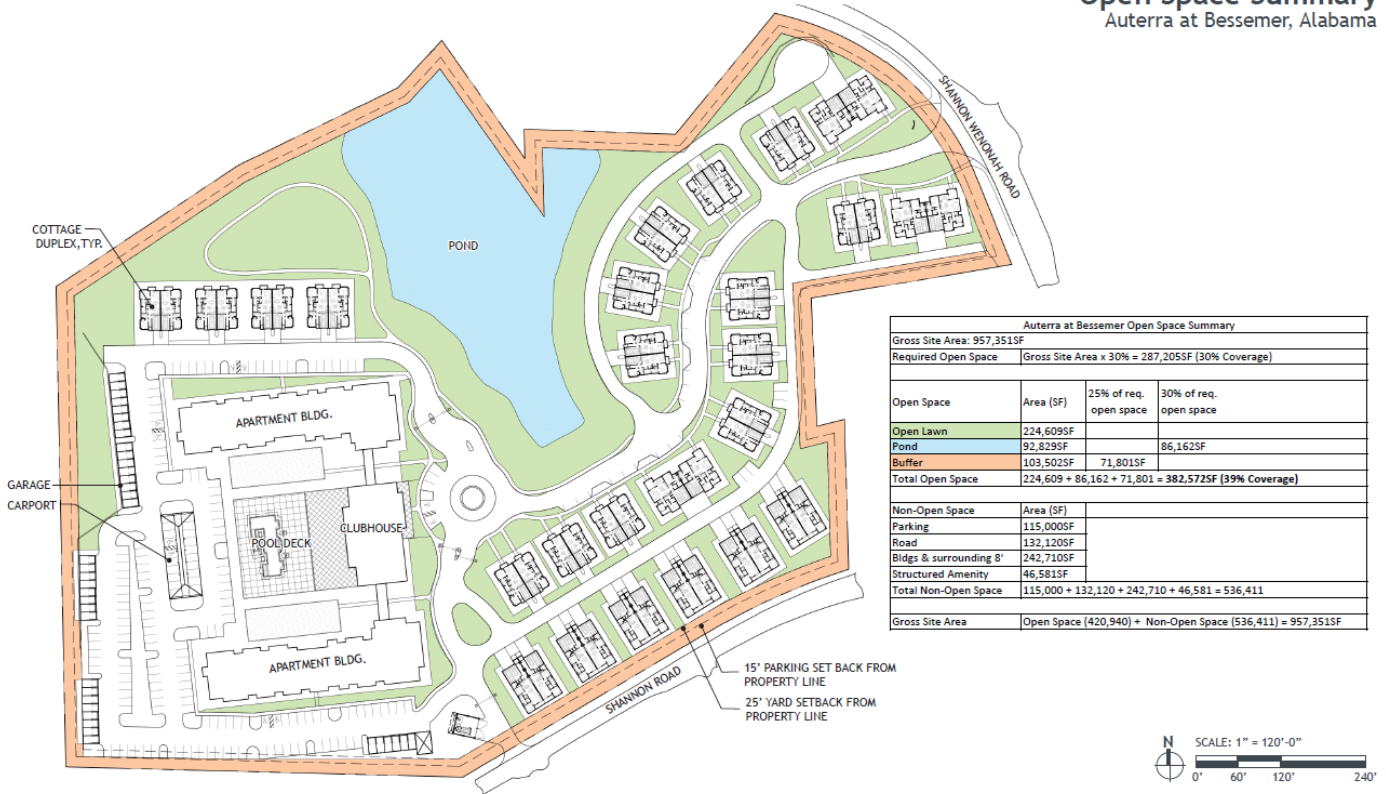 Open Space Summary
Auterra at Bessemer, Alabama
SHANNON WENONAH ROAD
COTTAGE
DUPLEX,TYP.
POND
APARTMENT BLDG.
GARAGE
CARPORT
CLUBHOUSE
POOL DECK
APARTMENT BLDG.
SHANNON ROAD
15' PARKING SET BACK FROM
PROPERTY LINE
25' YARD SETBACK FROM
PROPERTY LINE
Auterra at Bessemer Open Space Summary
Gross Site Area: 957,351SF
Required Open Space Gross Site Area x 30% = 287,205SF (30% Coverage)
Open Space Area (SF) 25% of req. open space 30% of req. open space
Open Lawn 224,609SF
Pond 92,829SF 86,162SF
Buffer 103,502SF 71,801SF
Total Open Space 224,609 + 86,162 + 71,801 = 382,572SF (39% Coverage)
Non-Open Space Area (SF)
Parking 115,000SF
Road 132,120SF
Bldgs & surrounding 8' 242,710SF
Structured Amenity 46,581SF
Total Non-Open Space 115,000 + 132,120 + 242,710 + 46,581 = 536,411
Gross Site Area Open Space (420,940) + Non-Open Space (536,411) = 957,351SF
N
SCALE: 1" = 120'-0"
0' 60' 120' 240'